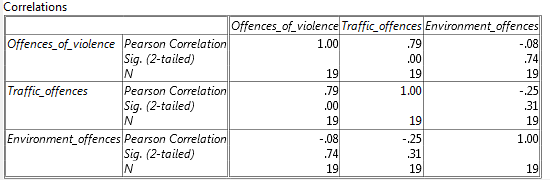 Correlations
Offences_of_violence Traffic_offences Environment_offences
Offences_of_violence Pearson Correlation 1.00 .79 -.08
Sig. (2-tailed) .00 .74
N 19 19 19
Traffic_offences Pearson Correlation .79 1.00 -.25
Sig. (2-tailed) .00 .31
N 19 19 19
Environment_offences Pearson Correlation -.08 -.25 1.00
Sig. (2-tailed) .74 .31
N 19 19 19